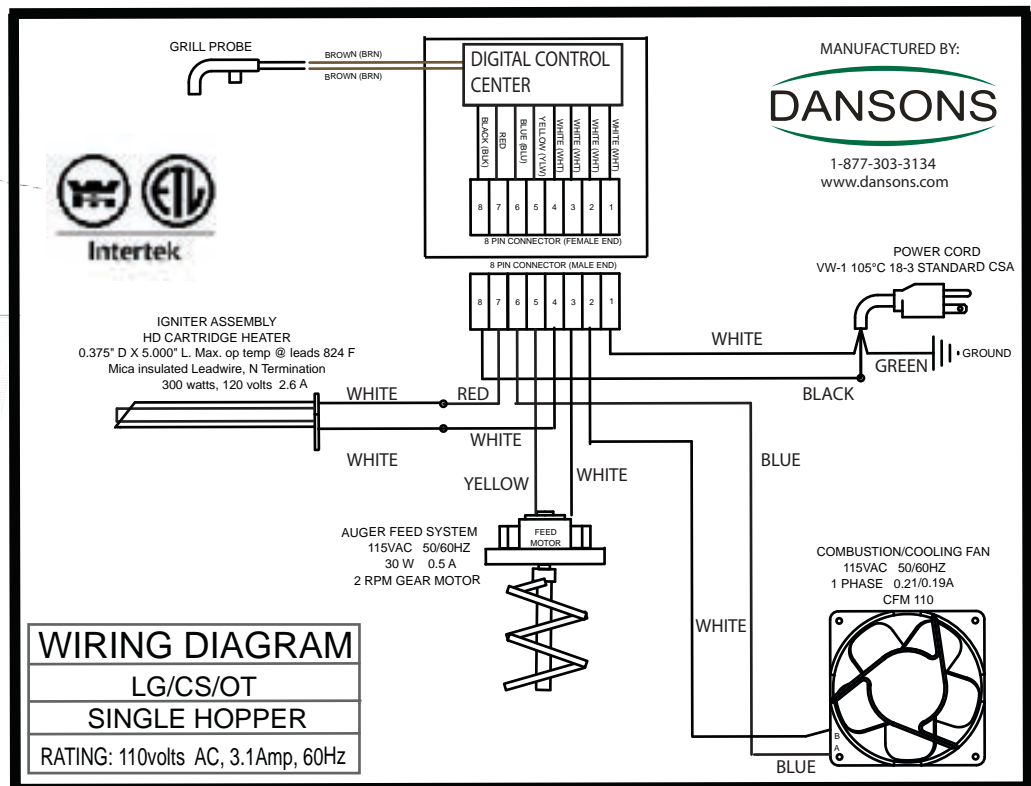 GRILL PROBE
BROWN (BRN)
BROWN (BRN)
DIGITAL CONTROL
CENTER
BLACK (BLK)
RED
BLUE (BLU)
YELLOW (YLW)
WHITE (WHT)
WHITE (WHT)
WHITE (WHT)
WHITE (WHT)
8 7 6 5 4 3 2 1
8 PIN CONNECTOR (FEMALE END)
MANUFACTURED BY:
DANSONS
1-877-303-3134
www.dansons.com
ETL
Intertek
8 PIN CONNECTOR (MALE END)
8 7 6 5 4 3 2 1
POWER CORD
VW-1 105°C 18-3 STANDARD CSA
WHITE
GREEN
GROUND
BLACK
IGNITER ASSEMBLY
HD CARTRIDGE HEATER
0.375" D X 5.000" L. Max. op temp @ leads 824 F
Mica insulated Leadwire, N Termination
300 watts, 120 volts 2.6 A
WHITE
RED
WHITE
WHITE
YELLOW
WHITE
BLUE
AUGER FEED SYSTEM
115VAC 50/60HZ
30 W 0.5 A
2 RPM GEAR MOTOR
FEED
MOTOR
COMBUSTION/COOLING FAN
115VAC 50/60HZ
1 PHASE 0.21/0.19A
CFM 110
WHITE
B
A
BLUE
WIRING DIAGRAM
LG/CS/OT
SINGLE HOPPER
RATING: 110volts AC, 3.1Amp, 60Hz